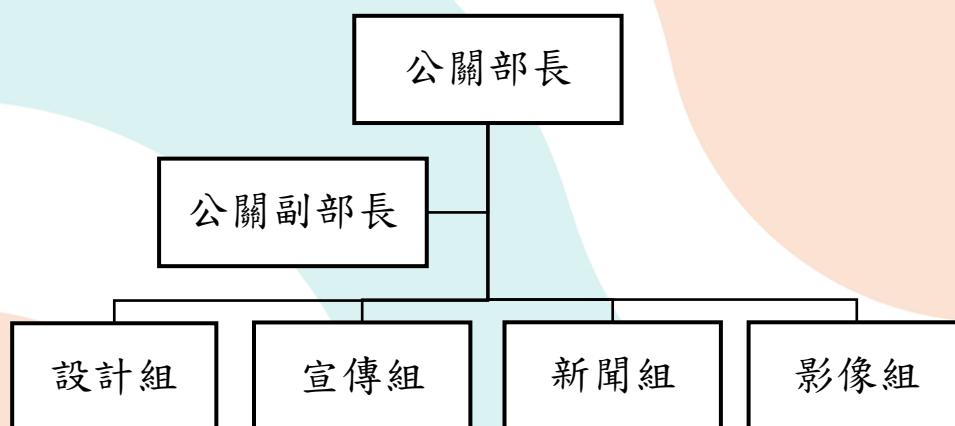 公關部長
公關副部長
設計組
宣傳組
新聞組
影像組